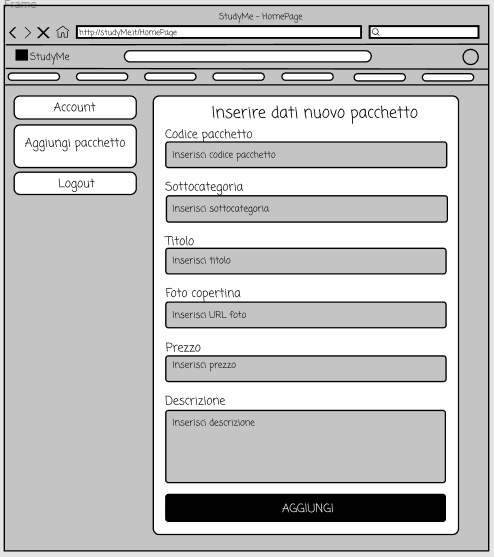 Frame
StudyMe - HomePage
http://studyMe.it/HomePage
StudyMe
Account
Aggiungi pacchetto
Logout
Inserire dati nuovo pacchetto
Codice pacchetto
Inserisci codice pacchetto
Sottocategoria
Inserisci sottocategoria
Titolo
Inserisci titolo
Foto copertina
Inserisci URL foto
Prezzo
Inserisci prezzo
Descrizione
Inserisci descrizione
AGGIUNGI